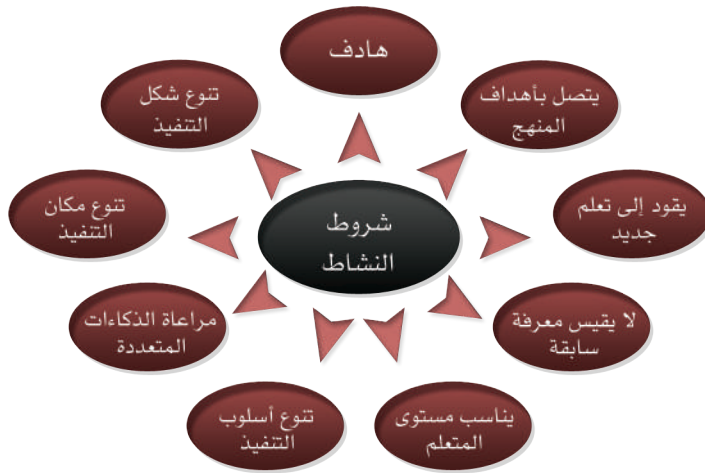 هادف
يتصل بأهداف
المنهج
يقود إلى تعلم
جديد
لا يقيس معرفة
سابقة
يناسب مستوى
المتعلم
تنوع أسلوب
التنفيذ
مراعاة الذكاءات
المتعددة
تنوع مكان
التنفيذ
تنوع شكل
التنفيذ
شروط
النشاط